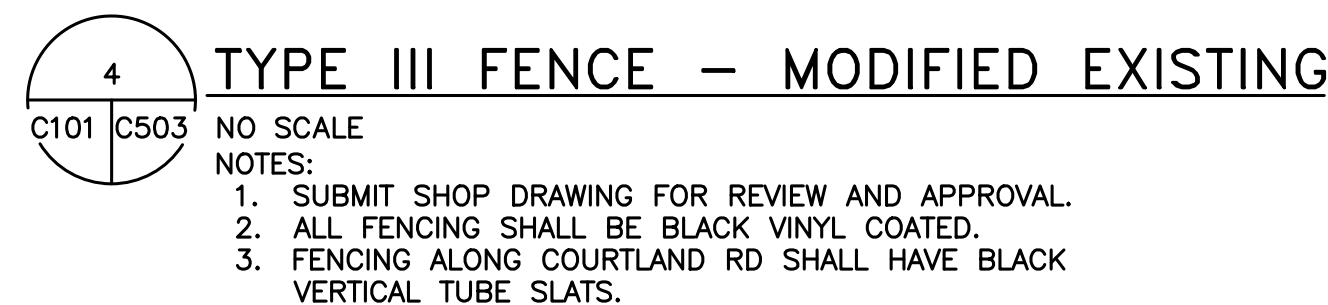 4
C101 C503
TYPE III FENCE – MODIFIED EXISTING
NO SCALE
NOTES:
1. SUBMIT SHOP DRAWING FOR REVIEW AND APPROVAL.
2. ALL FENCING SHALL BE BLACK VINYL COATED.
3. FENCING ALONG COURTLAND RD SHALL HAVE BLACK
VERTICAL TUBE SLATS.